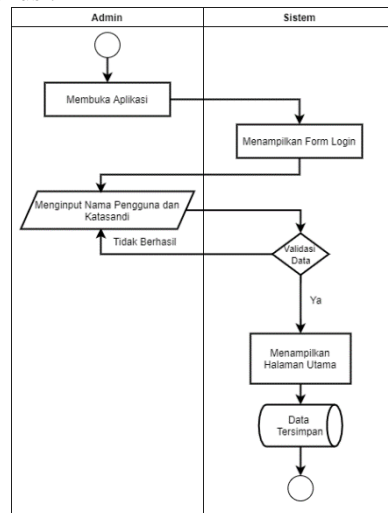 Admin
Sistem
Membuka Aplikasi
Menampilkan Form Login
Menginput Nama Pengguna dan
Katasandi
Validasi
Data
Tidak Berhasil
Ya
Menampilkan
Halaman Utama
Data
Tersimpan